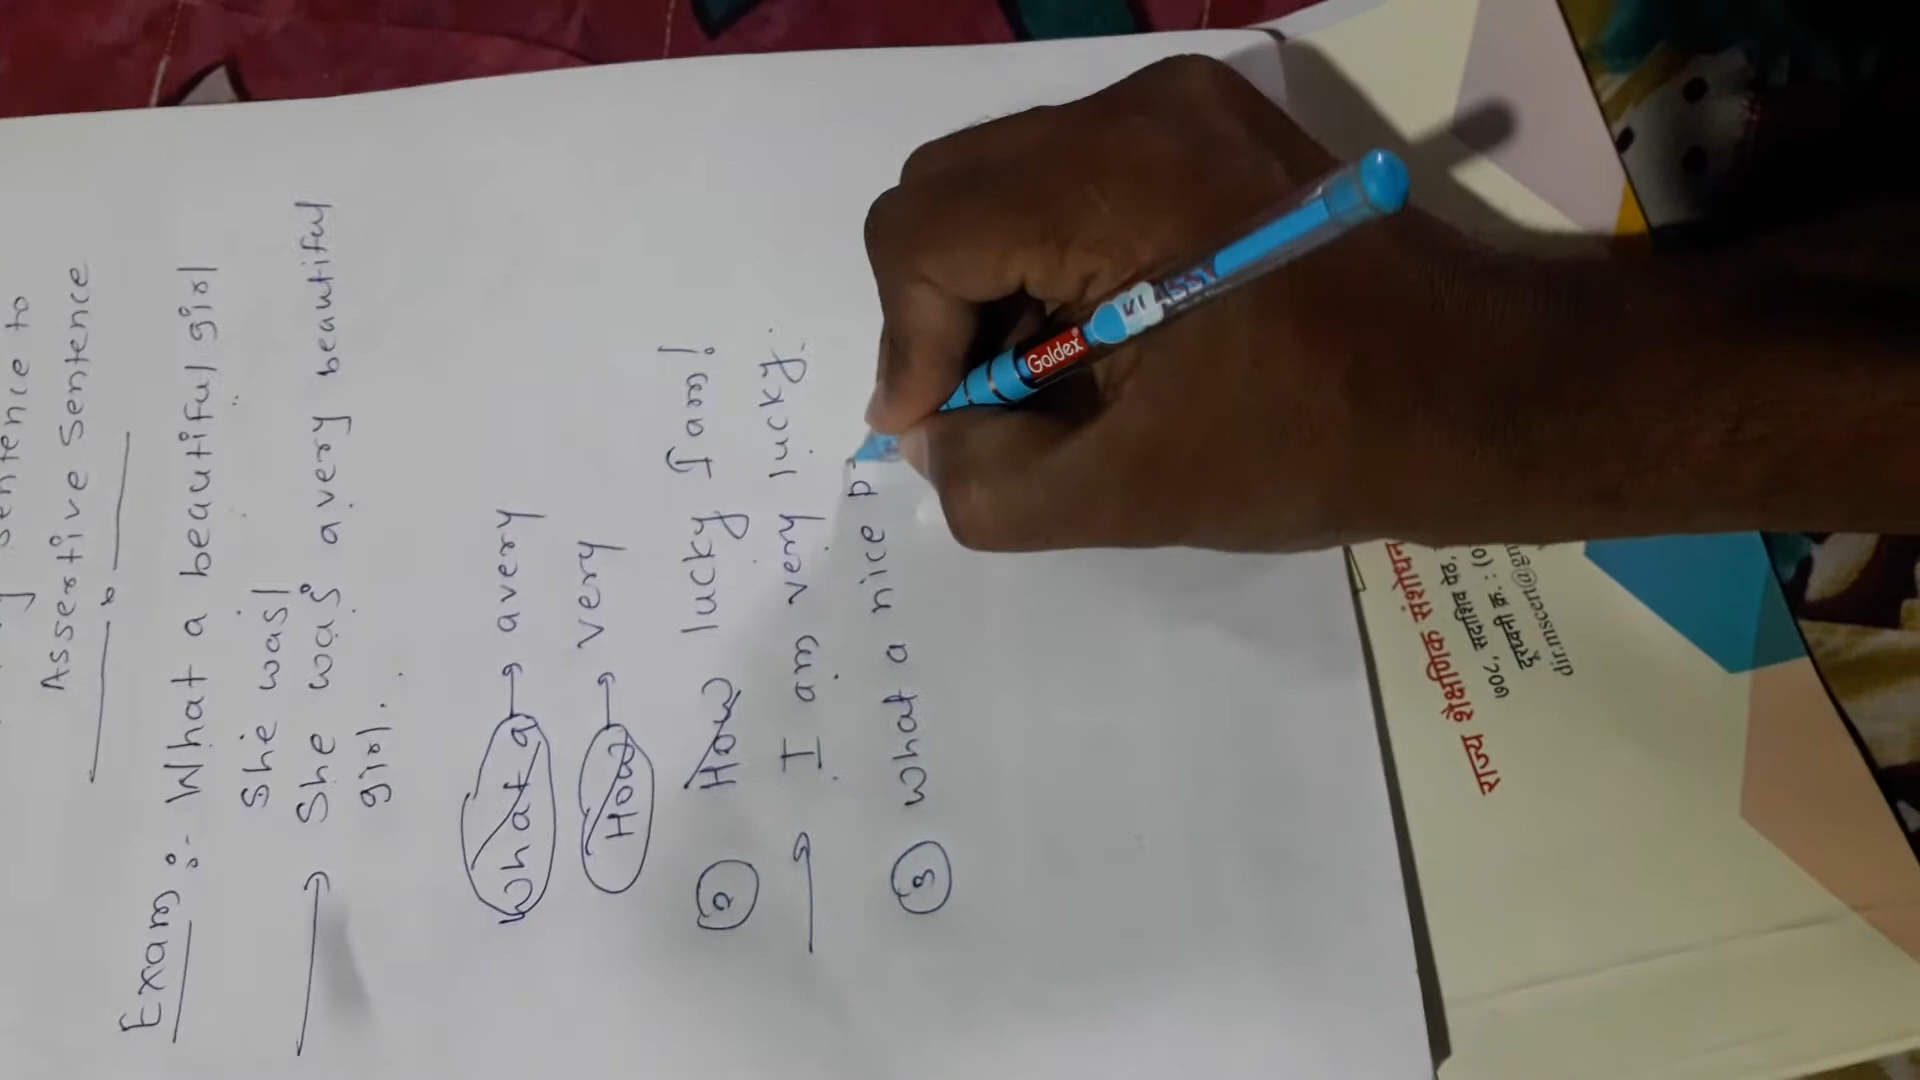 sentence to
Assertive Sentence
Exam :- What a beautiful girl
She was!
She was a very beautiful
girl.
What a → a very
How → very
② How lucky I am!
→ I am very lucky.
③ what a nice p
Goldex
KLASSY
राज्य शैक्षणिक संशोधन
७०८, सदाशिव पेठ,
दूरध्वनी क्र. : (०
dir.mscert@gm